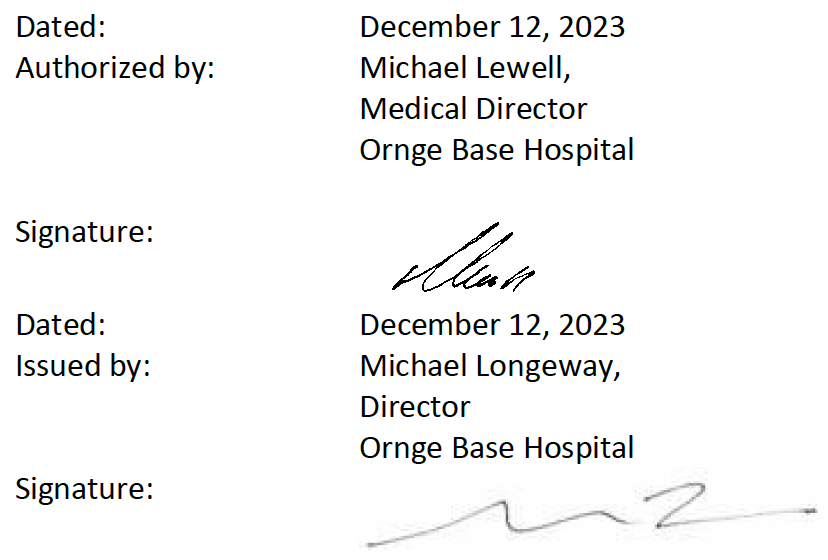 Dated: December 12, 2023
Authorized by: Michael Lewell,
Medical Director
Ornge Base Hospital
Signature:
Dated: December 12, 2023
Issued by: Michael Longeway,
Director
Ornge Base Hospital
Signature: